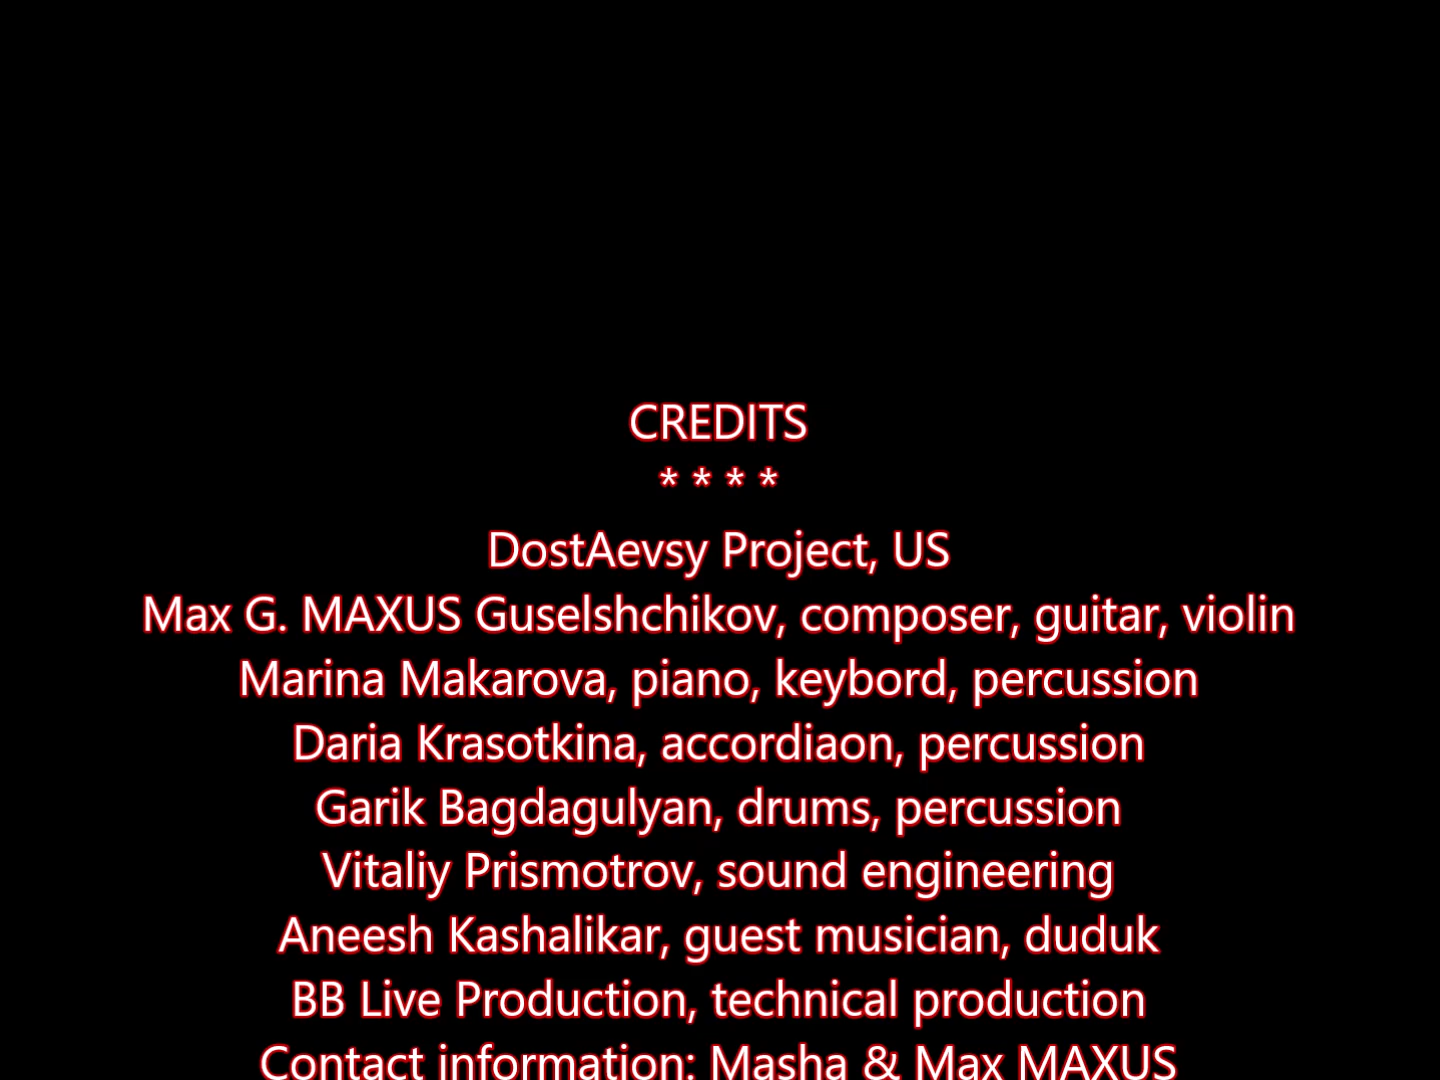 CREDITS
* * * *
DostAevsy Project, US
Max G. MAXUS Guselshchikov, composer, guitar, violin
Marina Makarova, piano, keybord, percussion
Daria Krasotkina, accordiaon, percussion
Garik Bagdagulyan, drums, percussion
Vitaliy Prismotrov, sound engineering
Aneesh Kashalikar, guest musician, duduk
BB Live Production, technical production
Contact information: Masha & Max MAXUS